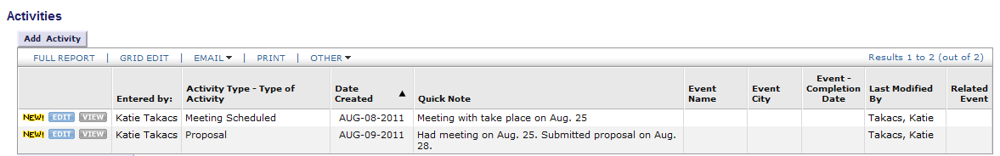 Activities
Add Activity
FULL REPORT | GRID EDIT | EMAIL | PRINT | OTHER Results 1 to 2 (out of 2)
Entered by: Activity Type - Type of Activity Date Created Quick Note Event Name Event City Event - Completion Date Last Modified By Related Event
NEW! EDIT VIEW Katie Takacs Meeting Scheduled AUG-08-2011 Meeting with take place on Aug. 25 Takacs, Katie
NEW! EDIT VIEW Katie Takacs Proposal AUG-09-2011 Had meeting on Aug. 25. Submitted proposal on Aug. Takacs, Katie
28.